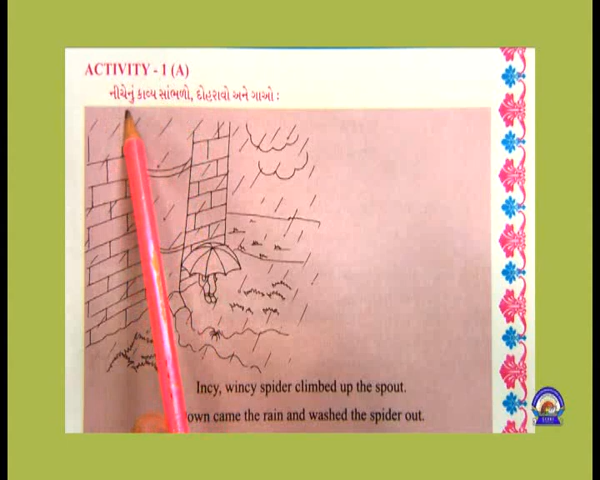 ACTIVITY - 1 (A)
નીચેનું કાવ્ય સાંભળો, દોહરાવો અને ગાઓ :
Incy, wincy spider climbed up the spout.
own came the rain and washed the spider out.